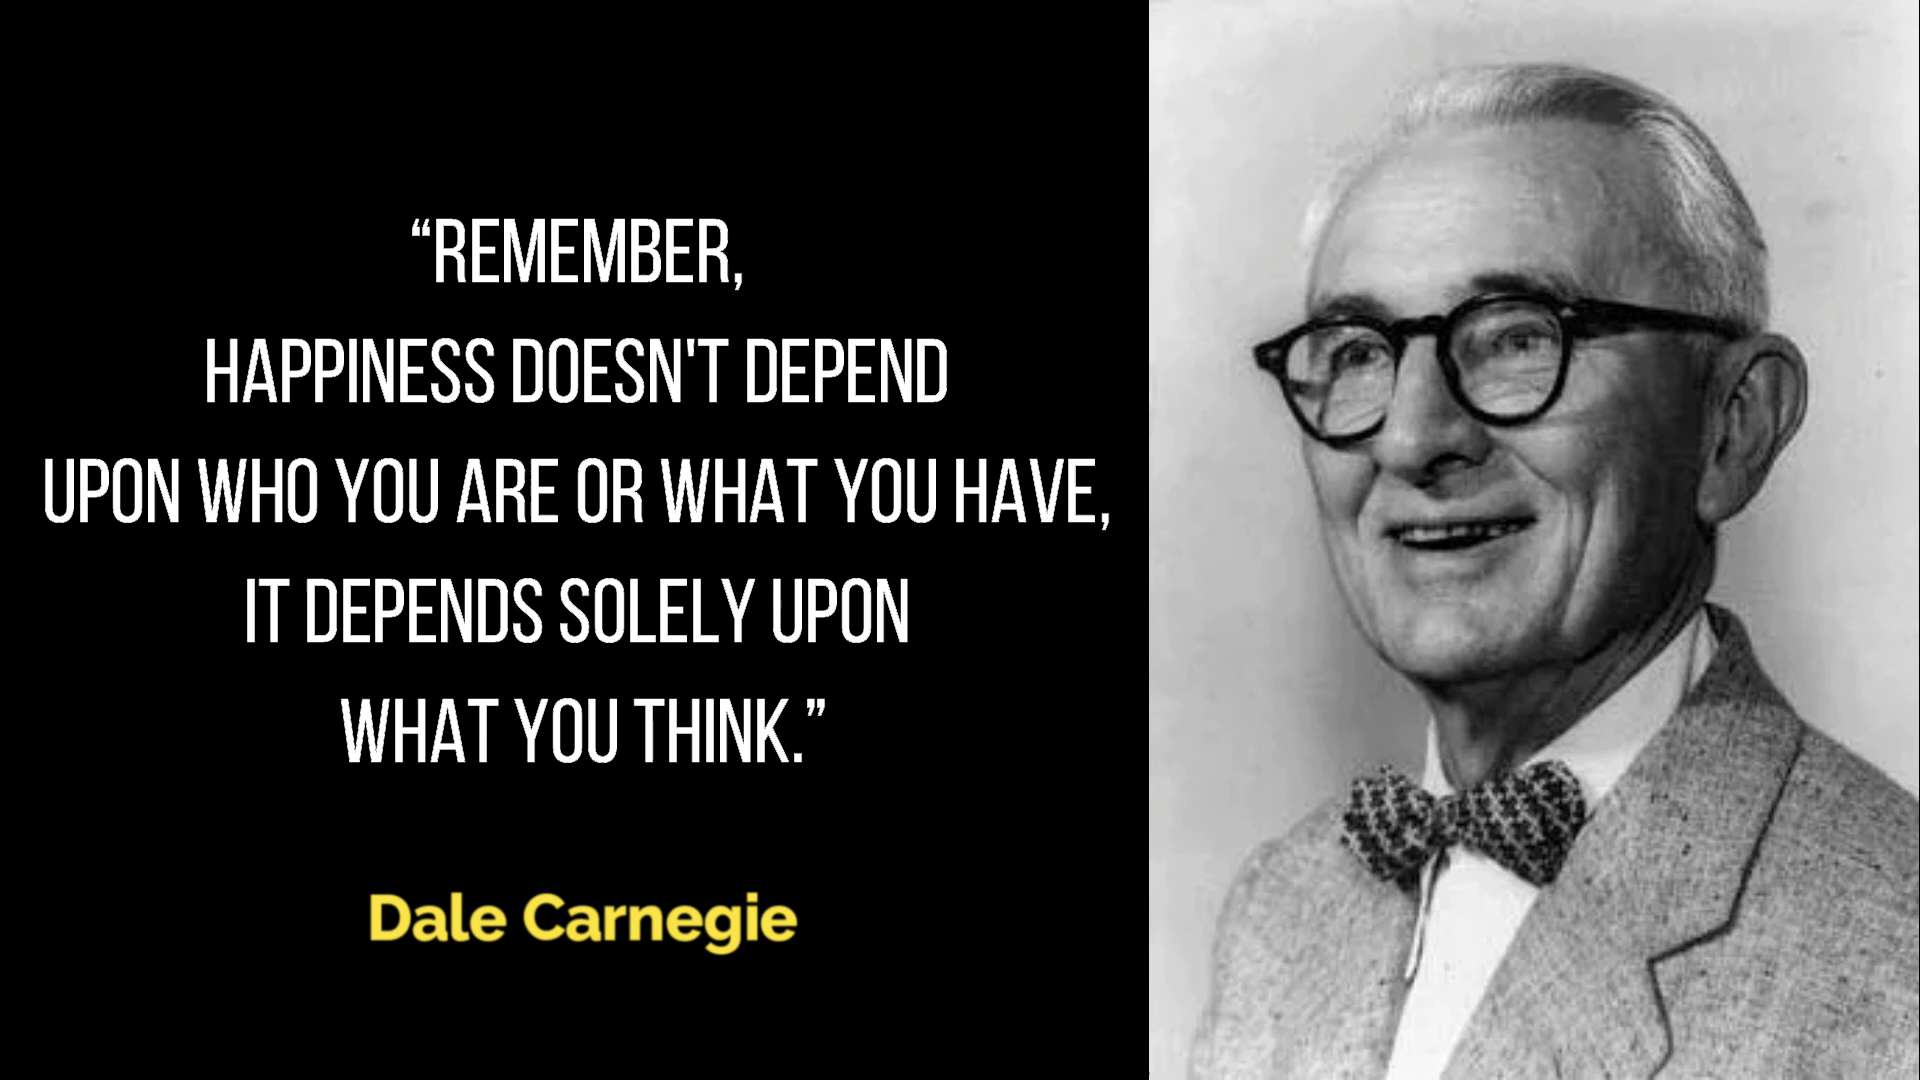 “REMEMBER,
HAPPINESS DOESN'T DEPEND
UPON WHO YOU ARE OR WHAT YOU HAVE,
IT DEPENDS SOLELY UPON
WHAT YOU THINK.”
Dale Carnegie